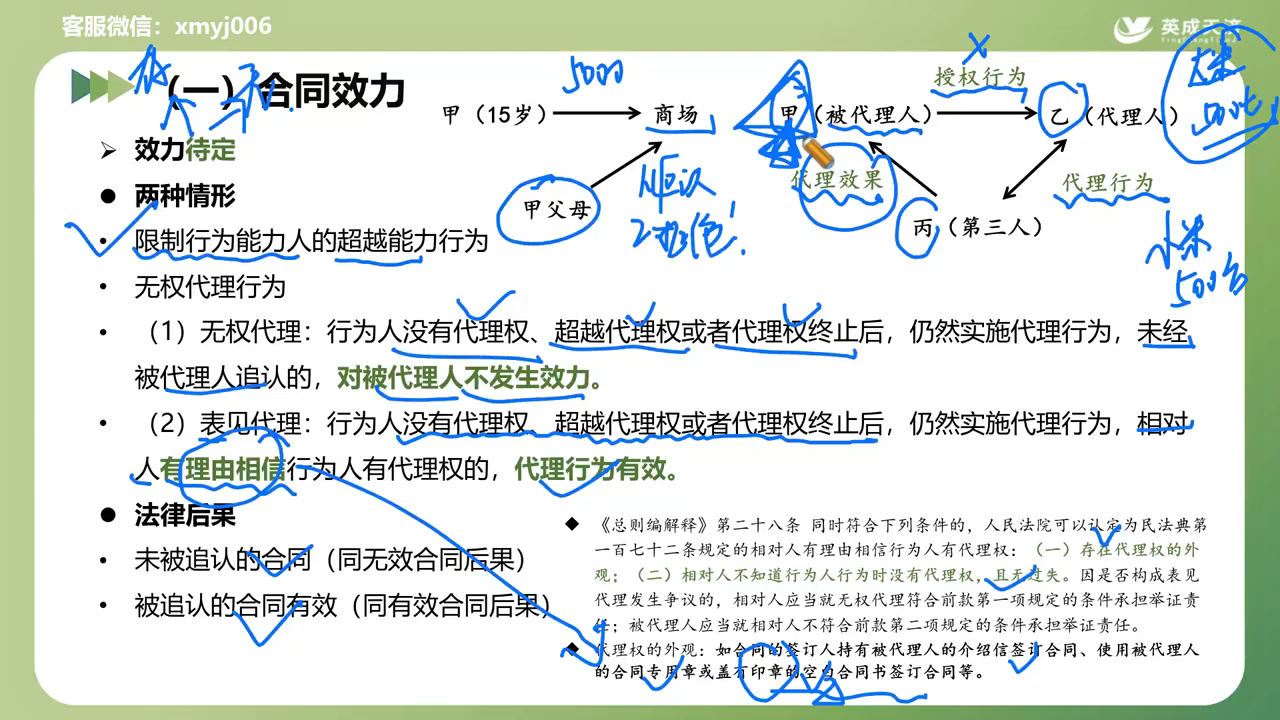 客服微信：xmyj006
英成天济
（一）合同效力
甲（15岁）
5000
商场
甲父母
甲（被代理人）
授权行为
乙（代理人）
代理效果
代理行为
丙（第三人）
小米
500台
效力待定
两种情形
限制行为能力人的超越能力行为
无权代理行为
（1）无权代理：行为人没有代理权、超越代理权或者代理权终止后，仍然实施代理行为，未经
被代理人追认的，对被代理人不发生效力。
（2）表见代理：行为人没有代理权、超越代理权或者代理权终止后，仍然实施代理行为，相对
人有理由相信行为人有代理权的，代理行为有效。
法律后果
未被追认的合同（同无效合同后果）
被追认的合同有效（同有效合同后果）
《总则编解释》第二十八条 同时符合下列条件的，人民法院可以认定为民法典第
一百七十二条规定的相对人有理由相信行为人有代理权：（一）存在代理权的外
观；（二）相对人不知道行为人行为时没有代理权，且无过失。因是否构成表见
代理发生争议的，相对人应当就无权代理符合前款第一项规定的条件承担举证责
任；被代理人应当就相对人不符合前款第二项规定的条件承担举证责任。
代理权的外观：如合同的签订人持有被代理人的介绍信签订合同、使用被代理人
的合同专用章或盖有印章的空白合同书签订合同等。